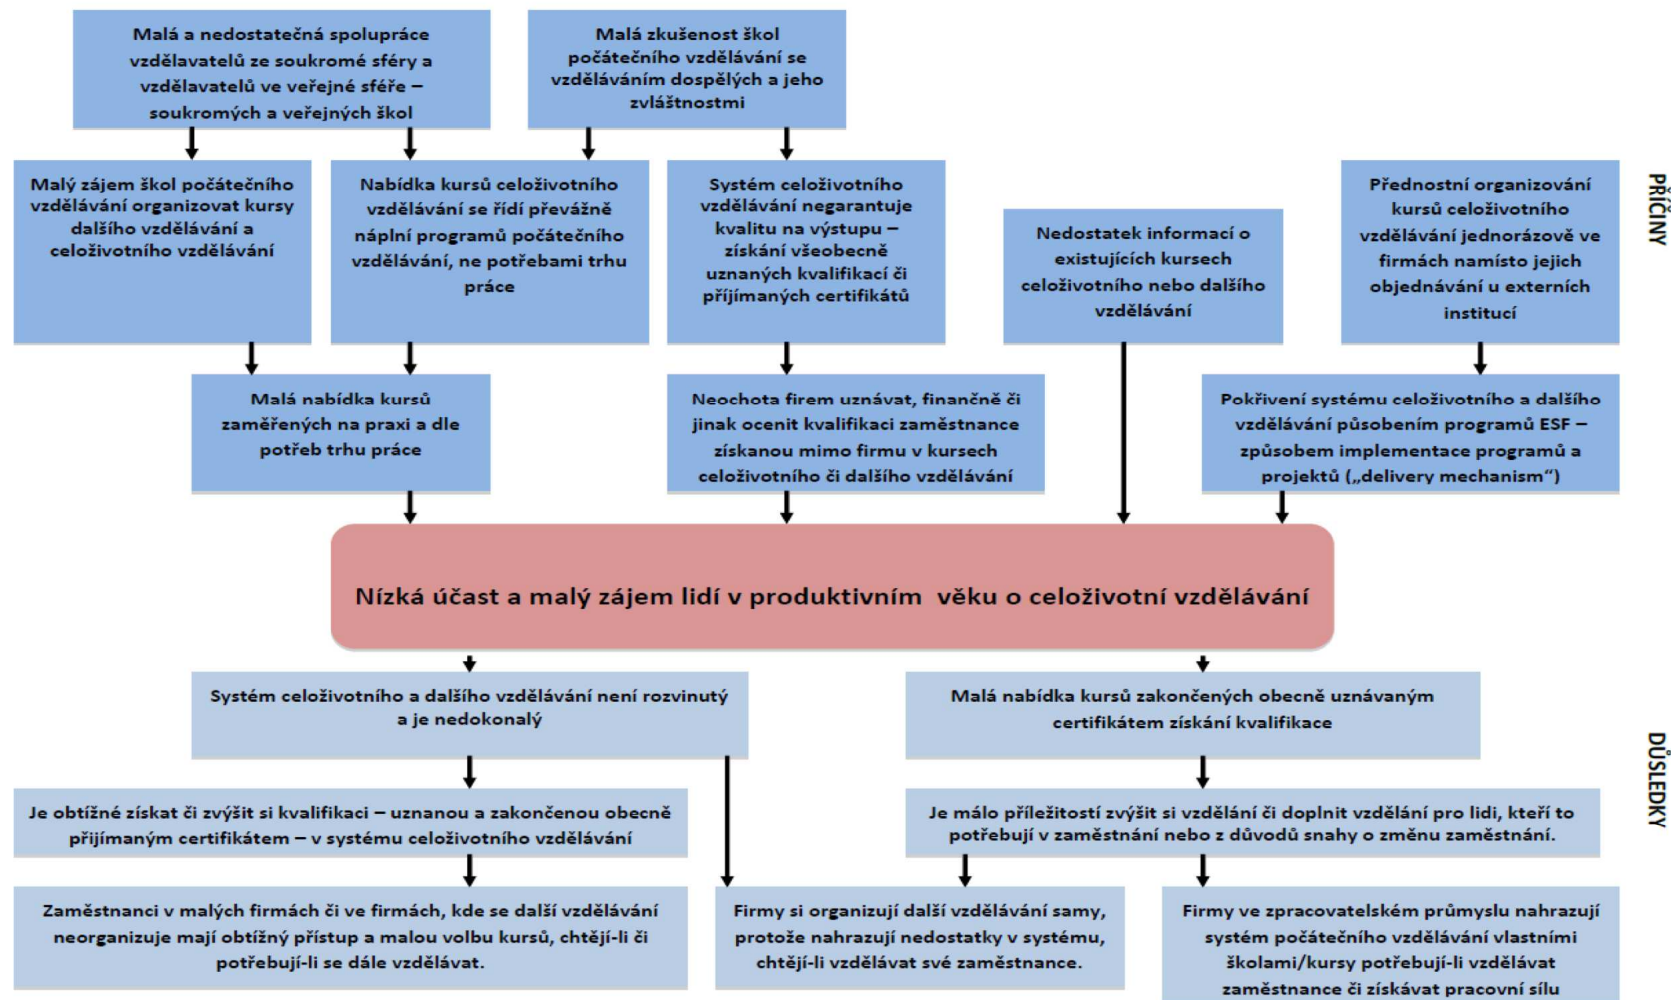 Malá a nedostatečná spolupráce
vzdělavatelů ze soukromé sféry a
vzdělavatelů ve veřejné sféře –
soukromých a veřejných škol
Malá zkušenost škol
počátečního vzdělávání se
vzděláváním dospělých a jeho
zvláštnostmi
Malý zájem škol počátečního
vzdělávání organizovat kursy
dalšího vzdělávání a
celoživotního vzdělávání
Nabídka kursů celoživotního
vzdělávání se řídí převážně
náplní programů počátečního
vzdělávání, ne potřebami trhu
práce
Systém celoživotního
vzdělávání negarantuje
kvalitu na výstupu –
získání všeobecně
uznaných kvalifikací či
příjímaných certifikátů
Nedostatek informací o
existujících kursech
celoživotního nebo dalšího
vzdělávání
Přednostní organizování
kursů celoživotního
vzdělávání jednorázově ve
firmách namísto jejich
objednávání u externích
institucí
PŘÍČINY
Malá nabídka kursů
zaměřených na praxi a dle
potřeb trhu práce
Neochota firem uznávat, finančně či
jinak ocenit kvalifikaci zaměstnance
získanou mimo firmu v kursech
celoživotního či dalšího vzdělávání
Pokřivení systému celoživotního a dalšího
vzdělávání působením programů ESF –
způsobem implementace programů a
projektů („delivery mechanism“)
Nízká účast a malý zájem lidí v produktivním věku o celoživotní vzdělávání
Systém celoživotního a dalšího vzdělávání není rozvinutý
a je nedokonalý
Malá nabídka kursů zakončených obecně uznávaným
certifikátem získání kvalifikace
DŮSLEDKY
Je obtížné získat či zvýšit si kvalifikaci – uznanou a zakončenou obecně
přijímaným certifikátem – v systému celoživotního vzdělávání
Je málo příležitostí zvýšit si vzdělání či doplnit vzdělání pro lidi, kteří to
potřebují v zaměstnání nebo z důvodů snahy o změnu zaměstnání.
Zaměstnanci v malých firmách či ve firmách, kde se další vzdělávání
neorganizuje mají obtížný přístup a malou volbu kursů, chtějí-li či
potřebují-li se dále vzdělávat.
Firmy si organizují další vzdělávání samy,
protože nahrazují nedostatky v systému,
chtějí-li vzdělávat své zaměstnance.
Firmy ve zpracovatelském průmyslu nahrazují
systém počátečního vzdělávání vlastními
školami/kursy potřebují-li vzdělávat
zaměstnance či získávat pracovní sílu